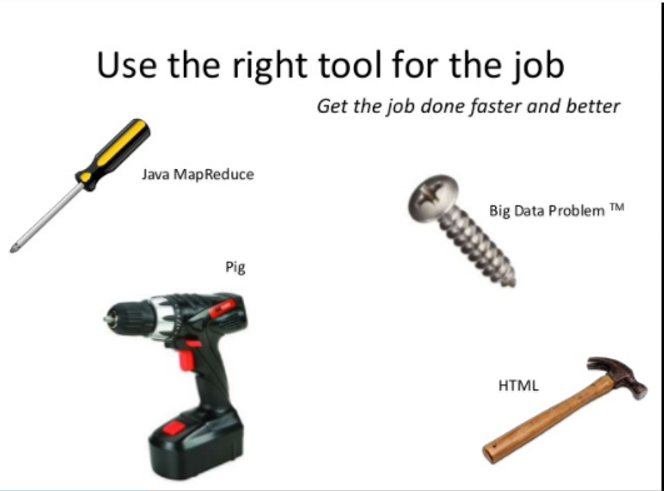 Use the right tool for the job
Get the job done faster and better
Java MapReduce
Big Data Problem ™
Pig
HTML